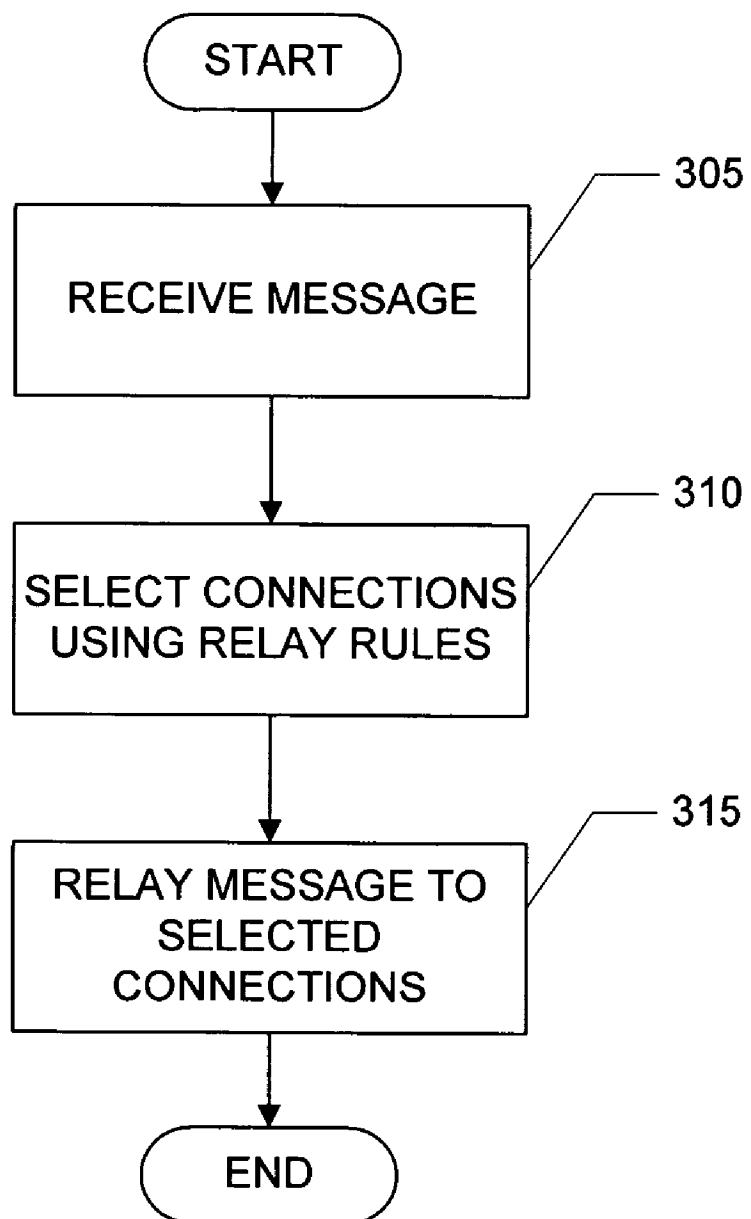 START
305
RECEIVE MESSAGE
310
SELECT CONNECTIONS
USING RELAY RULES
315
RELAY MESSAGE TO
SELECTED
CONNECTIONS
END